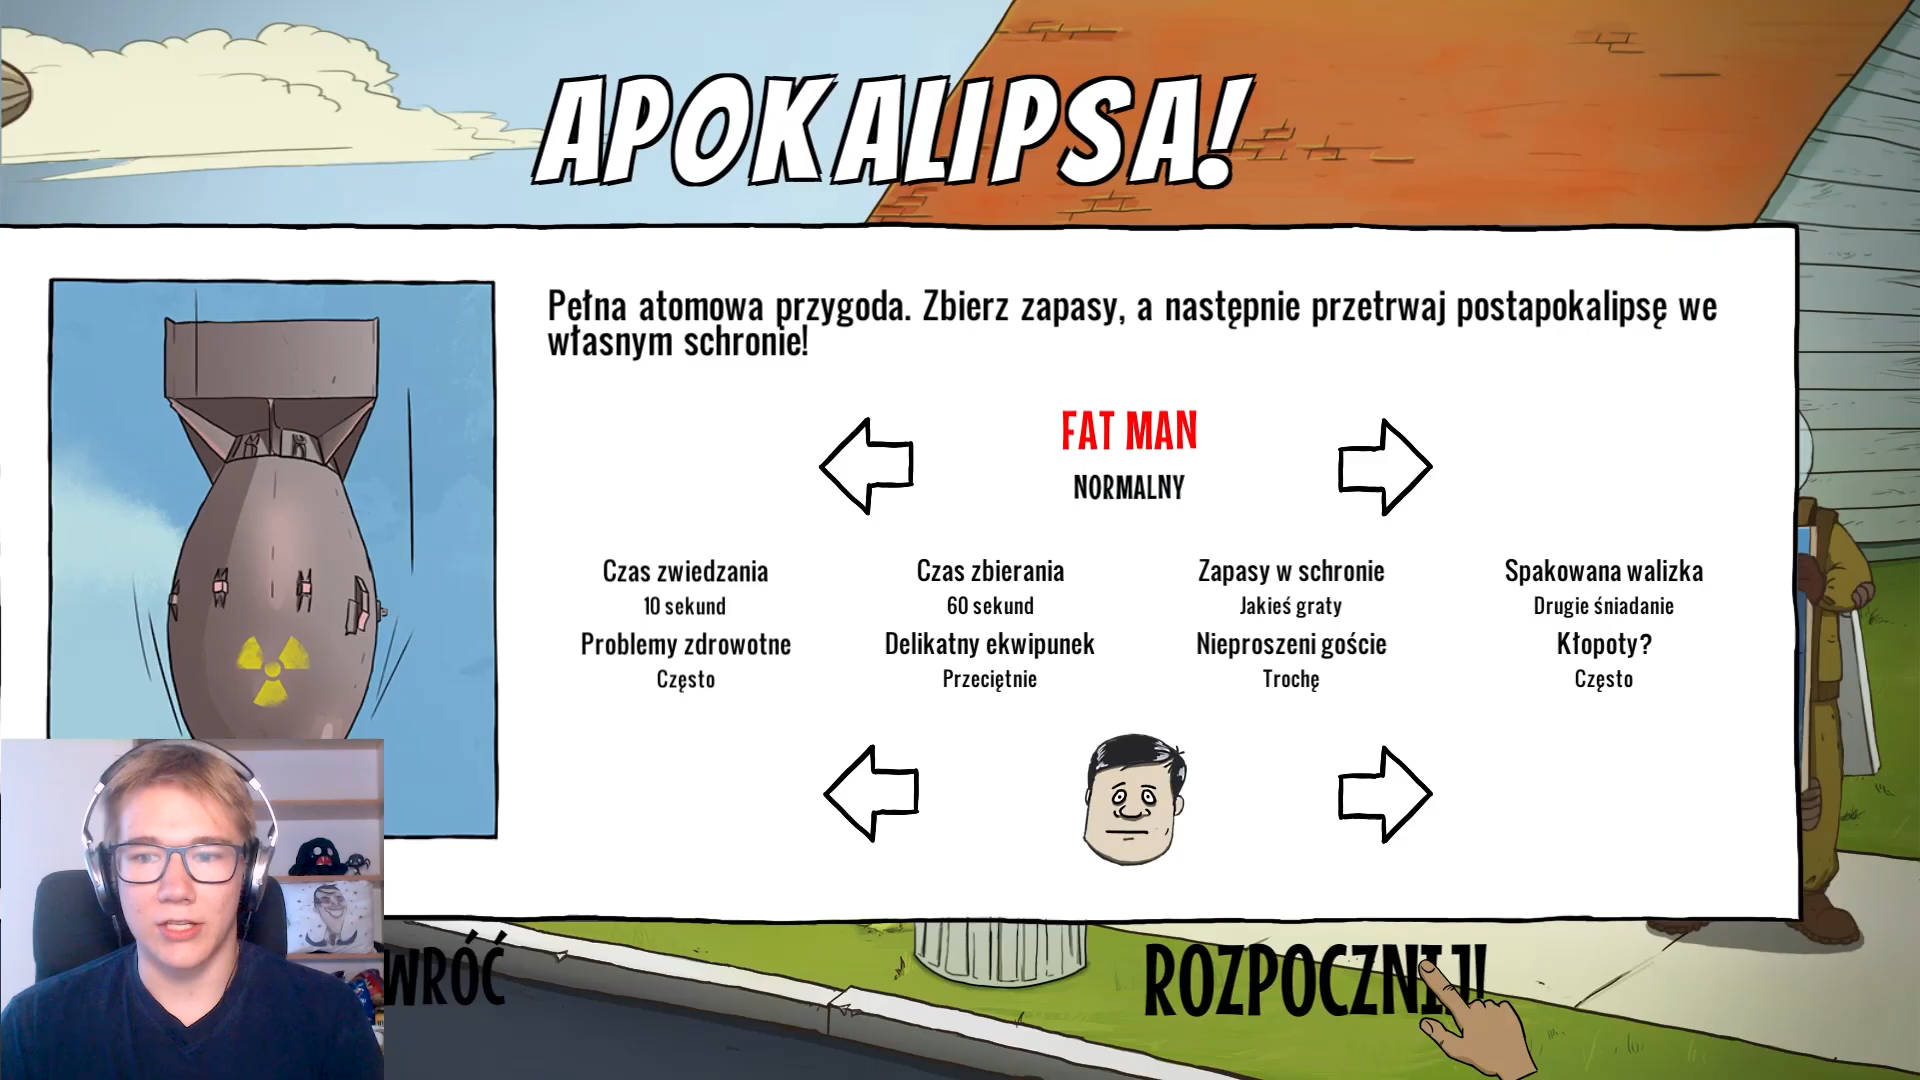 APOKALIPSA!
Pełna atomowa przygoda. Zbierz zapasy, a następnie przetrwaj postapokalipsę we
własnym schronie!
FAT MAN
NORMALNY
Czas zwiedzania
10 sekund
Czas zbierania
60 sekund
Zapasy w schronie
Jakieś graty
Spakowana walizka
Drugie śniadanie
Problemy zdrowotne
Często
Delikatny ekwipunek
Przeciętnie
Nieproszeni goście
Trochę
Kłopoty?
Często
WRÓĆ
ROZPOCZNIJ!